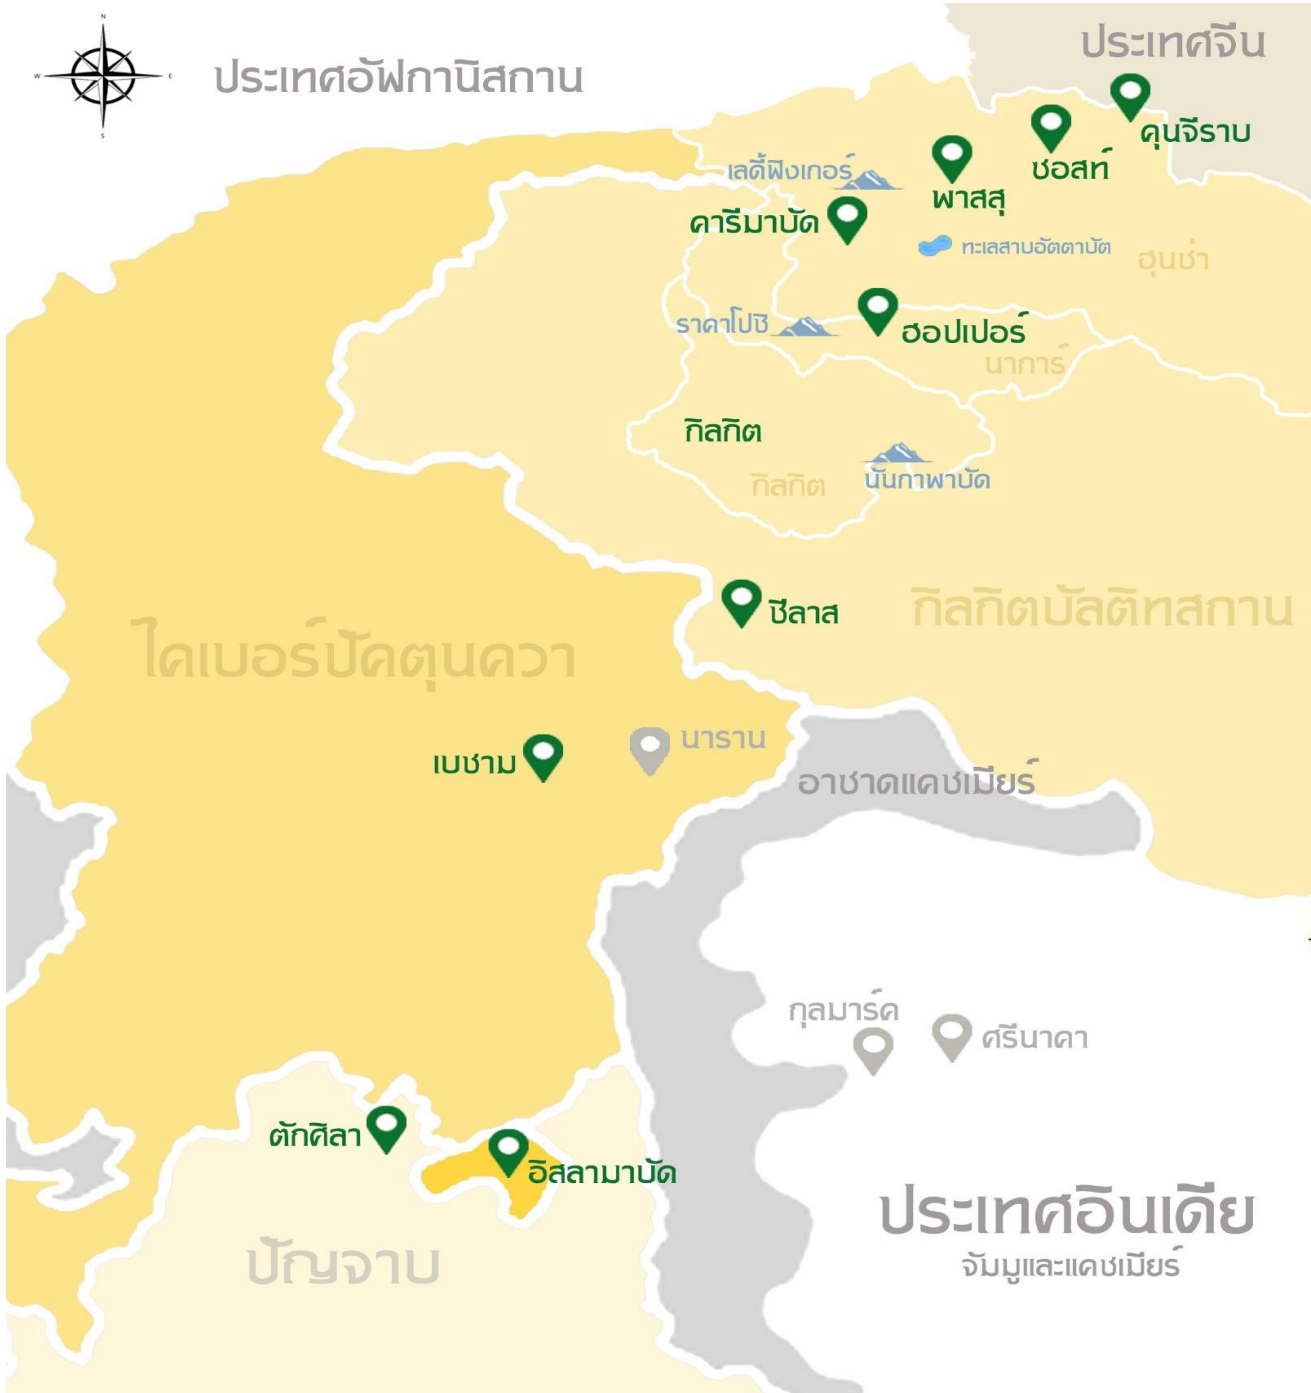 N
W
E
S
ประเทศอัฟกานิสถาน
ประเทศจีน
คุนจีราบ
ซอสท์
เลดี้ฟิงเกอร์
พาสสุ
คารีมาบัด
ทะเลสาบอัตตาบัต
ฮุนซ่า
ราคาโปชิ
ฮอปเปอร์
นาการ์
กิลกิต
นันกาพาบัด
กิลกิต
ชีลาส
กิลกิตบัลติทสถาน
ไคเบอร์ปัคตุนควา
นาราน
เบชาม
อาซาดแคชเมียร์
กุลมาร์ค
ศรีนาคา
ตักศิลา
อิสลามาบัด
ประเทศอินเดีย
ปัญจาบ
จัมมูและแคชเมียร์